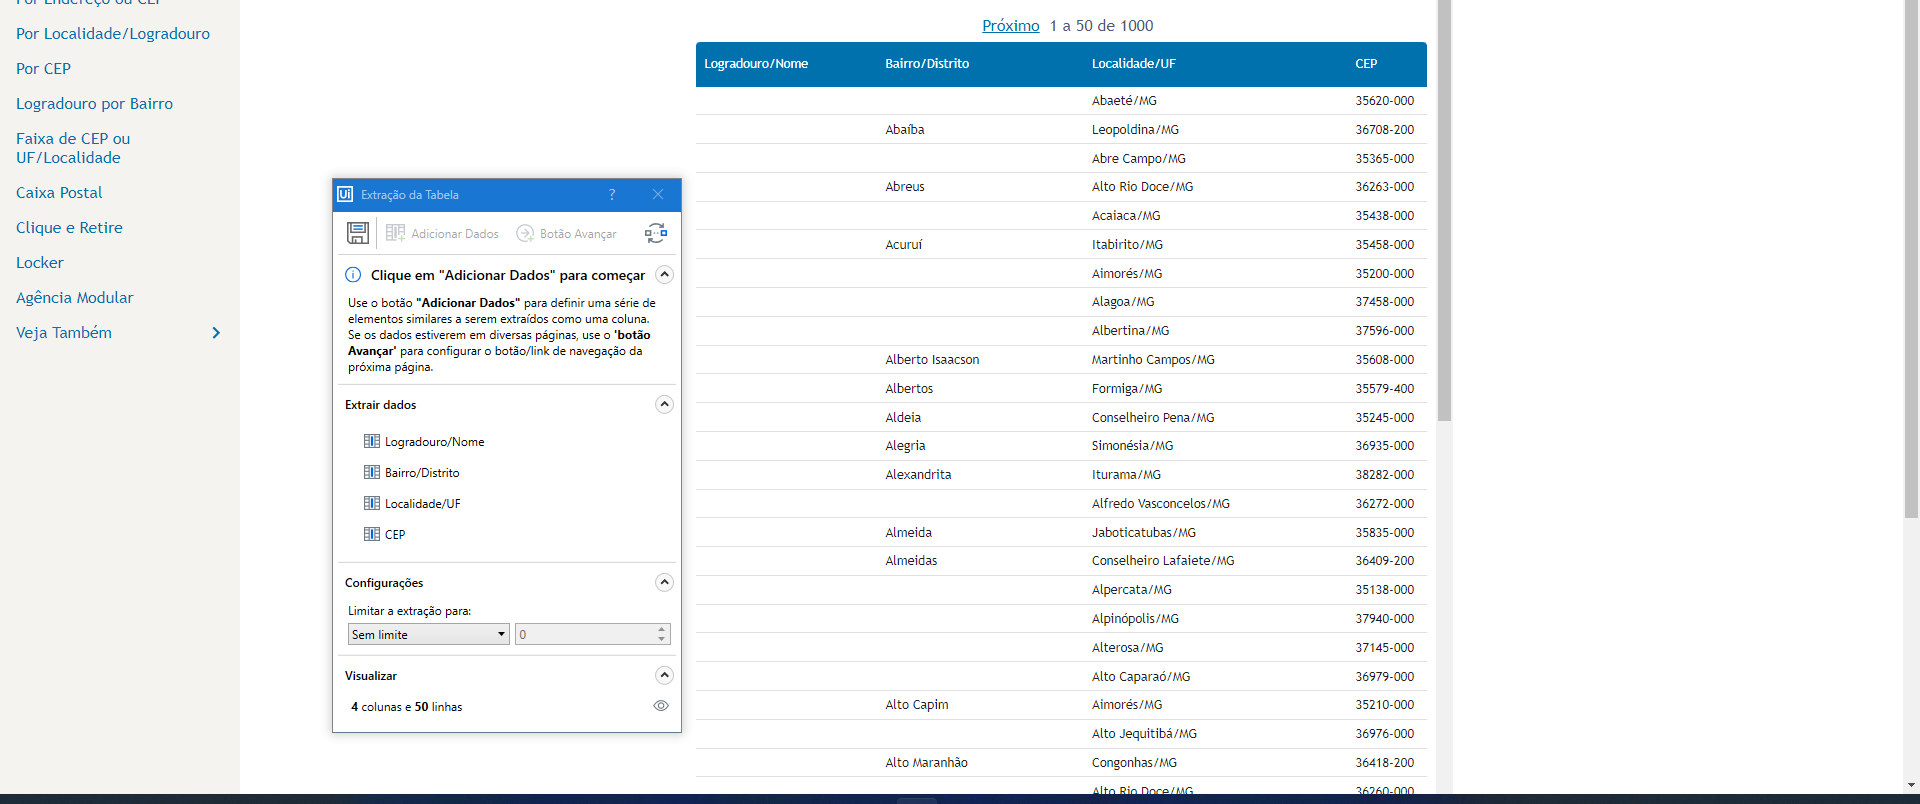 Por Endereço ou CEP
Por Localidade/Logradouro
Por CEP
Logradouro por Bairro
Faixa de CEP ou
UF/Localidade
Caixa Postal
Clique e Retire
Locker
Agência Modular
Veja Também
Ui Extração da Tabela ?
Adicionar Dados Botão Avançar
Clique em "Adicionar Dados" para começar
Use o botão "Adicionar Dados" para definir uma série de
elementos similares a serem extraídos como uma coluna.
Se os dados estiverem em diversas páginas, use o 'botão
Avançar' para configurar o botão/link de navegação da
próxima página.
Extrair dados
Logradouro/Nome
Bairro/Distrito
Localidade/UF
CEP
Configurações
Limitar a extração para:
Sem limite 0
Visualizar
4 colunas e 50 linhas
Próximo 1 a 50 de 1000
Logradouro/Nome Bairro/Distrito Localidade/UF CEP
Abaeté/MG 35620-000
Abaíba Leopoldina/MG 36708-200
Abre Campo/MG 35365-000
Abreus Alto Rio Doce/MG 36263-000
Acaiaca/MG 35438-000
Acuruí Itabirito/MG 35458-000
Aimorés/MG 35200-000
Alagoa/MG 37458-000
Albertina/MG 37596-000
Alberto Isaacson Martinho Campos/MG 35608-000
Albertos Formiga/MG 35579-400
Aldeia Conselheiro Pena/MG 35245-000
Alegria Simonésia/MG 36935-000
Alexandrita Iturama/MG 38282-000
Alfredo Vasconcelos/MG 36272-000
Almeida Jaboticatubas/MG 35835-000
Almeidas Conselheiro Lafaiete/MG 36409-200
Alpercata/MG 35138-000
Alpinópolis/MG 37940-000
Alterosa/MG 37145-000
Alto Caparaó/MG 36979-000
Alto Capim Aimorés/MG 35210-000
Alto Jequitibá/MG 36976-000
Alto Maranhão Congonhas/MG 36418-200
Alto Rio Doce/MG 36260-000